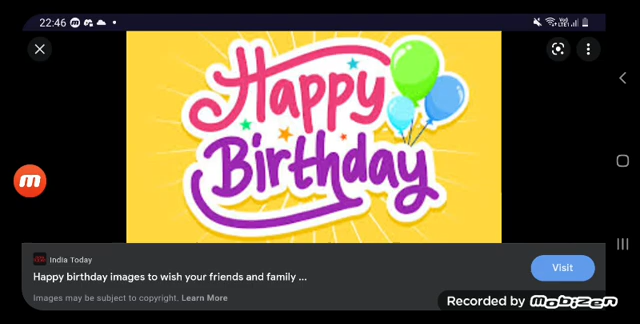 22:46
Happy
Birthday
India Today
Happy birthday images to wish your friends and family ...
Visit
Images may be subject to copyright. Learn More
Recorded by MOBIZEN